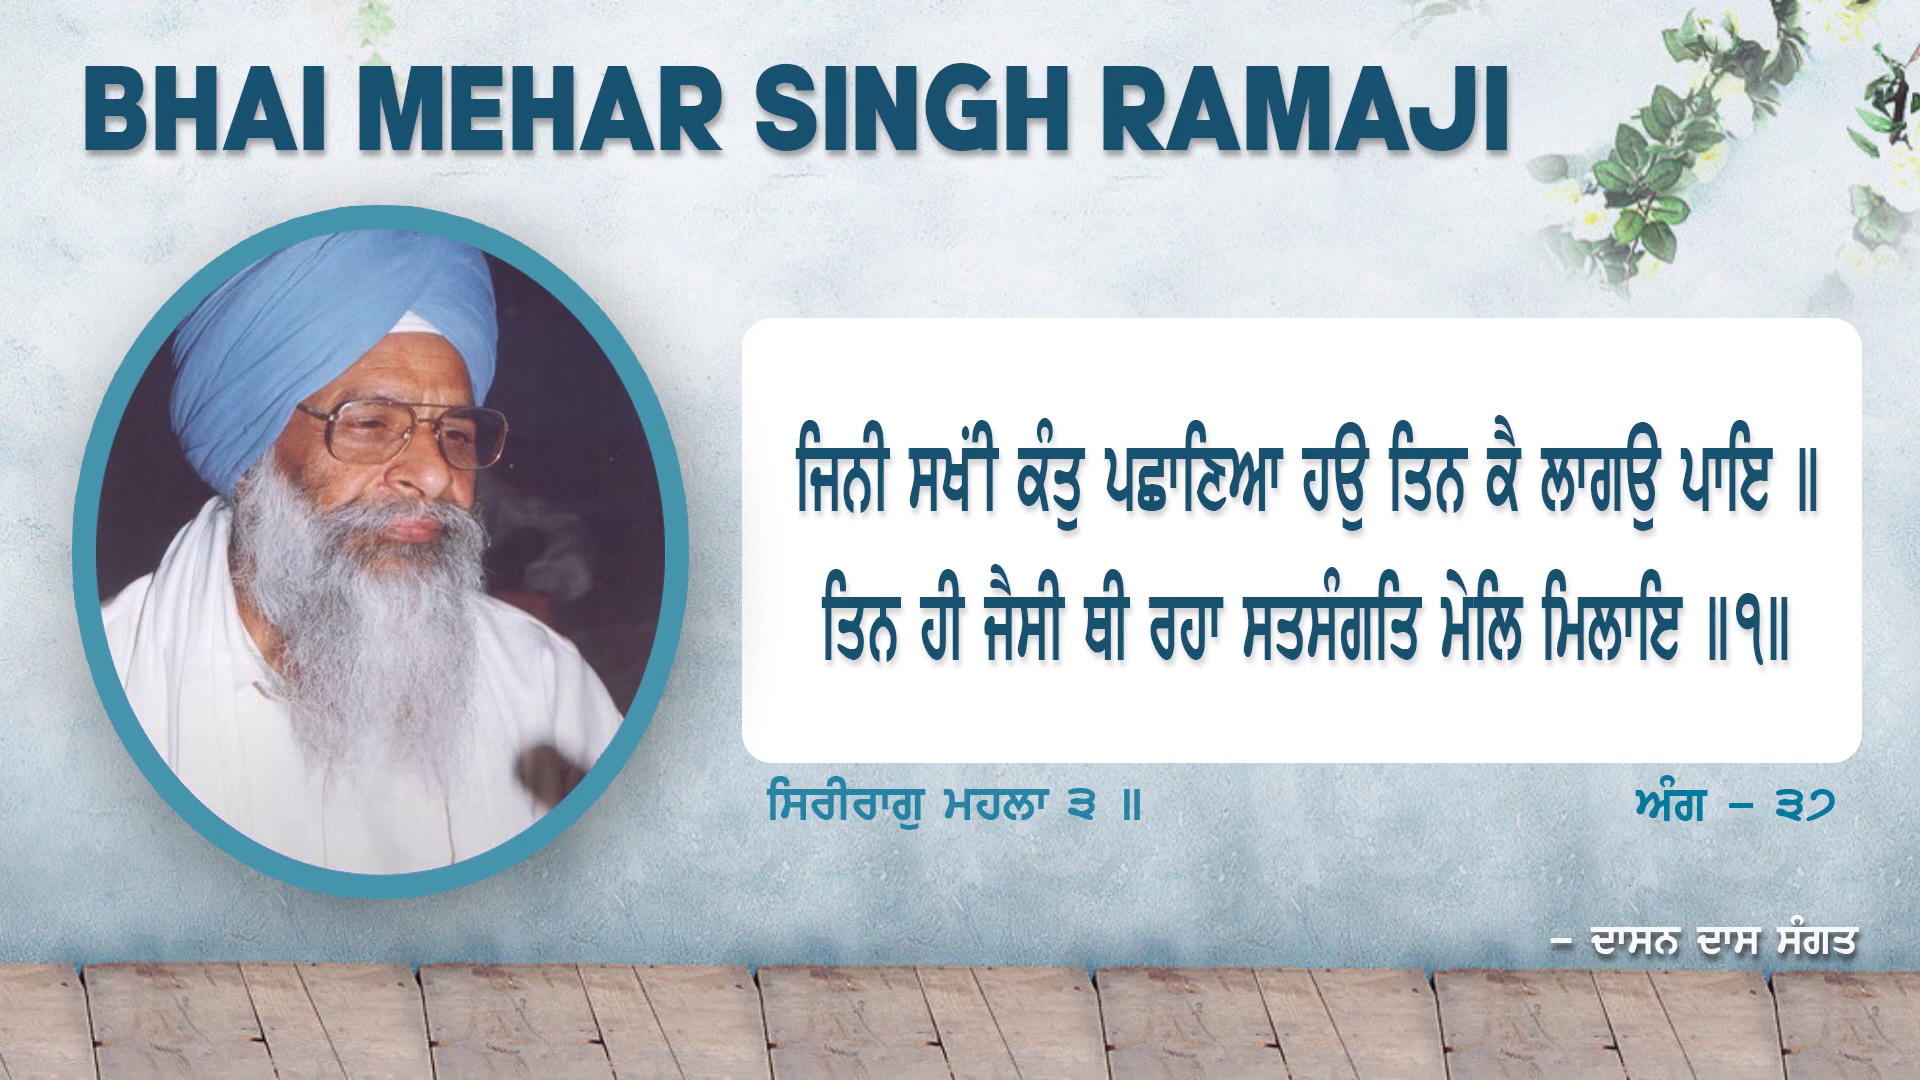 BHAI MEHAR SINGH RAMAJI
ਜਿਨੀ ਸਖੀਂ ਕੰਤੁ ਪਛਾਣਿਆ ਹਉ ਤਿਨ ਕੈ ਲਾਗਉ ਪਾਇ ॥
ਤਿਨ ਹੀ ਜੈਸੀ ਥੀ ਰਹਾ ਸਤਸੰਗਤਿ ਮੇਲਿ ਮਿਲਾਇ ॥੧॥
ਸਿਰੀਰਾਗੁ ਮਹਲਾ ੩ ॥
ਅੰਗ – ੩੭
– ਦਾਸਨ ਦਾਸ ਸੰਗਤ